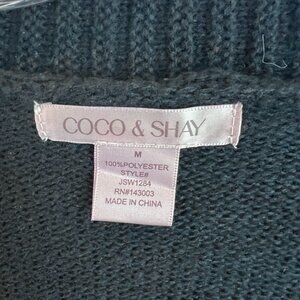 COCO & SHAY
M
100%POLYESTER
STYLE#
JSW1284
RN#143003
MADE IN CHINA